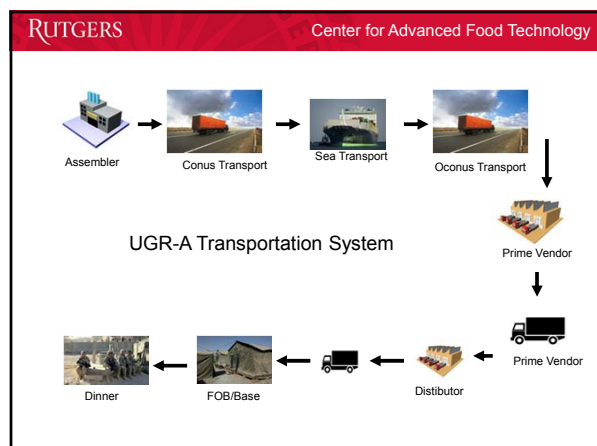 RUTGERS
Center for Advanced Food Technology
Assembler
Conus Transport
Sea Transport
Oconus Transport
UGR-A Transportation System
Prime Vendor
Prime Vendor
Distibutor
FOB/Base
Dinner